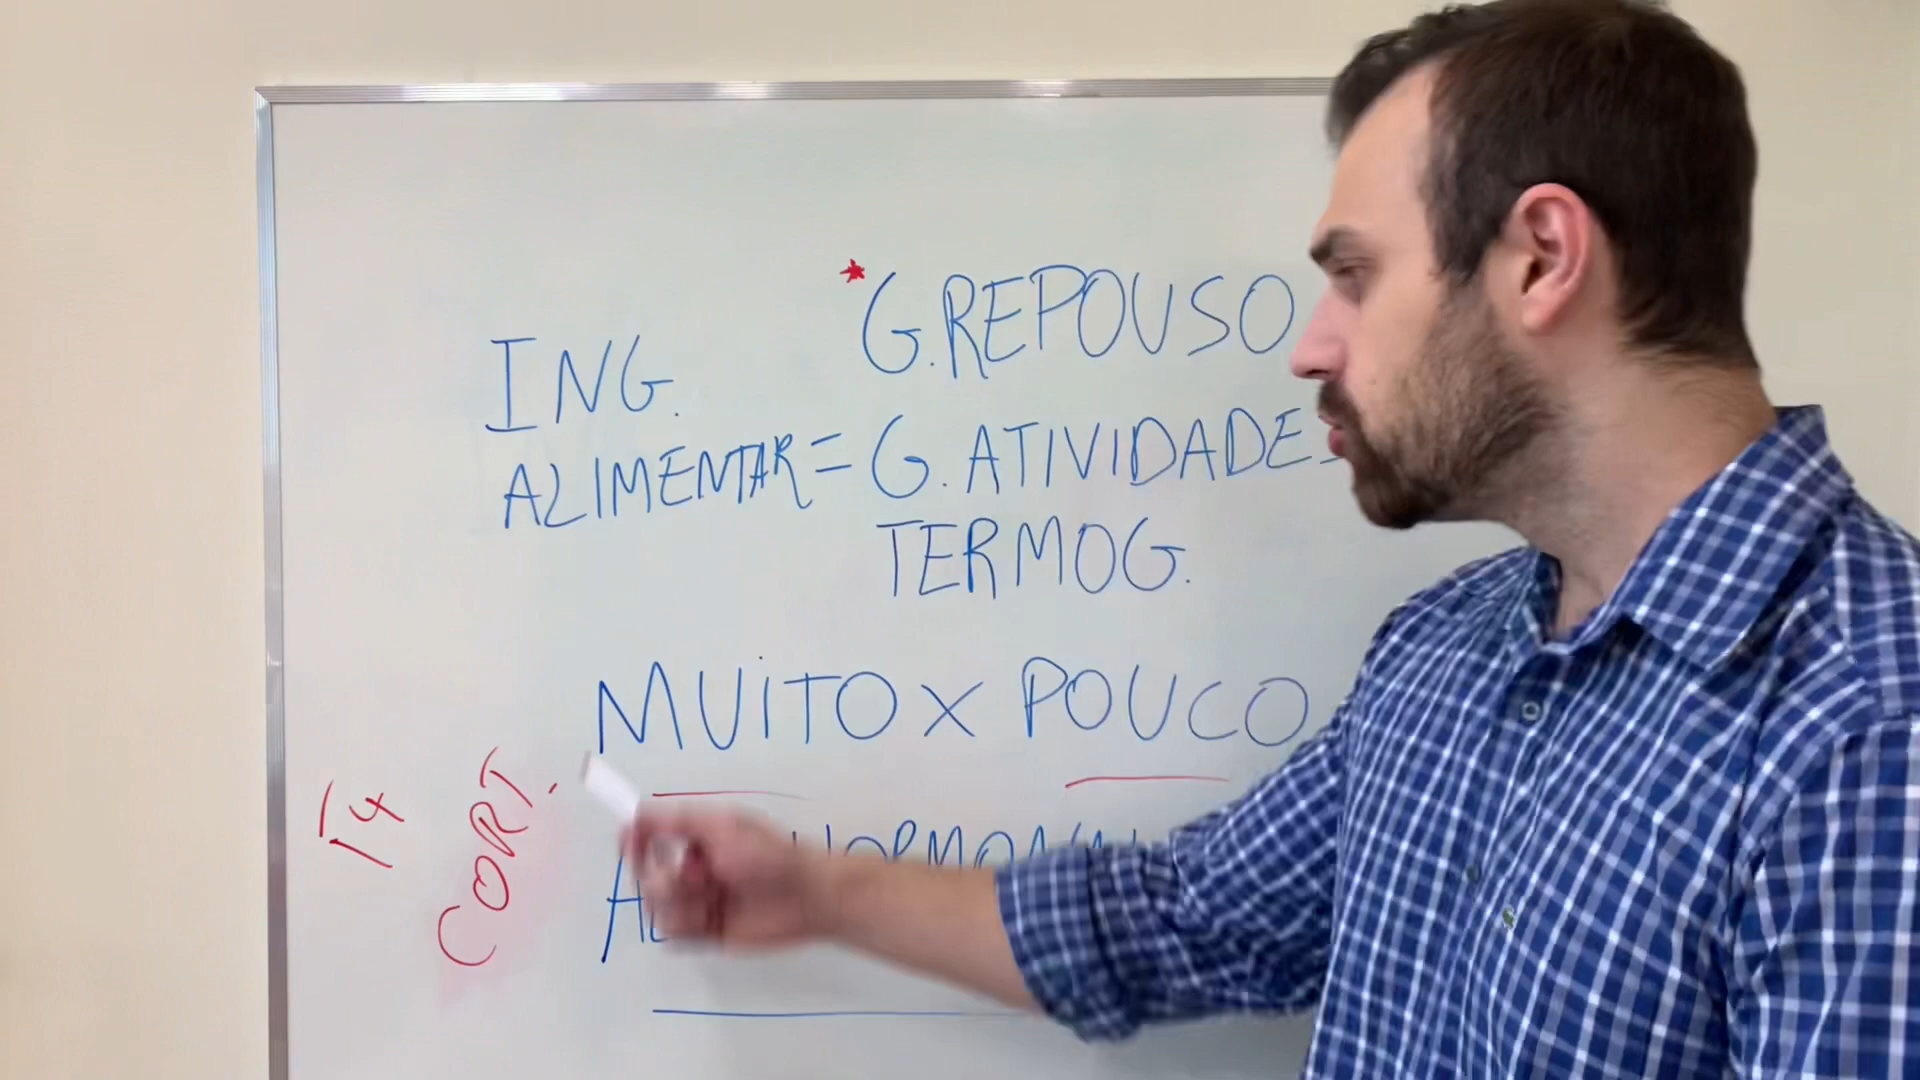 * G. REPOUSO
ING.
ALIMENTAR = G. ATIVIDADE
TERMOG.
MUiTO X POUCO
T4
CORT.